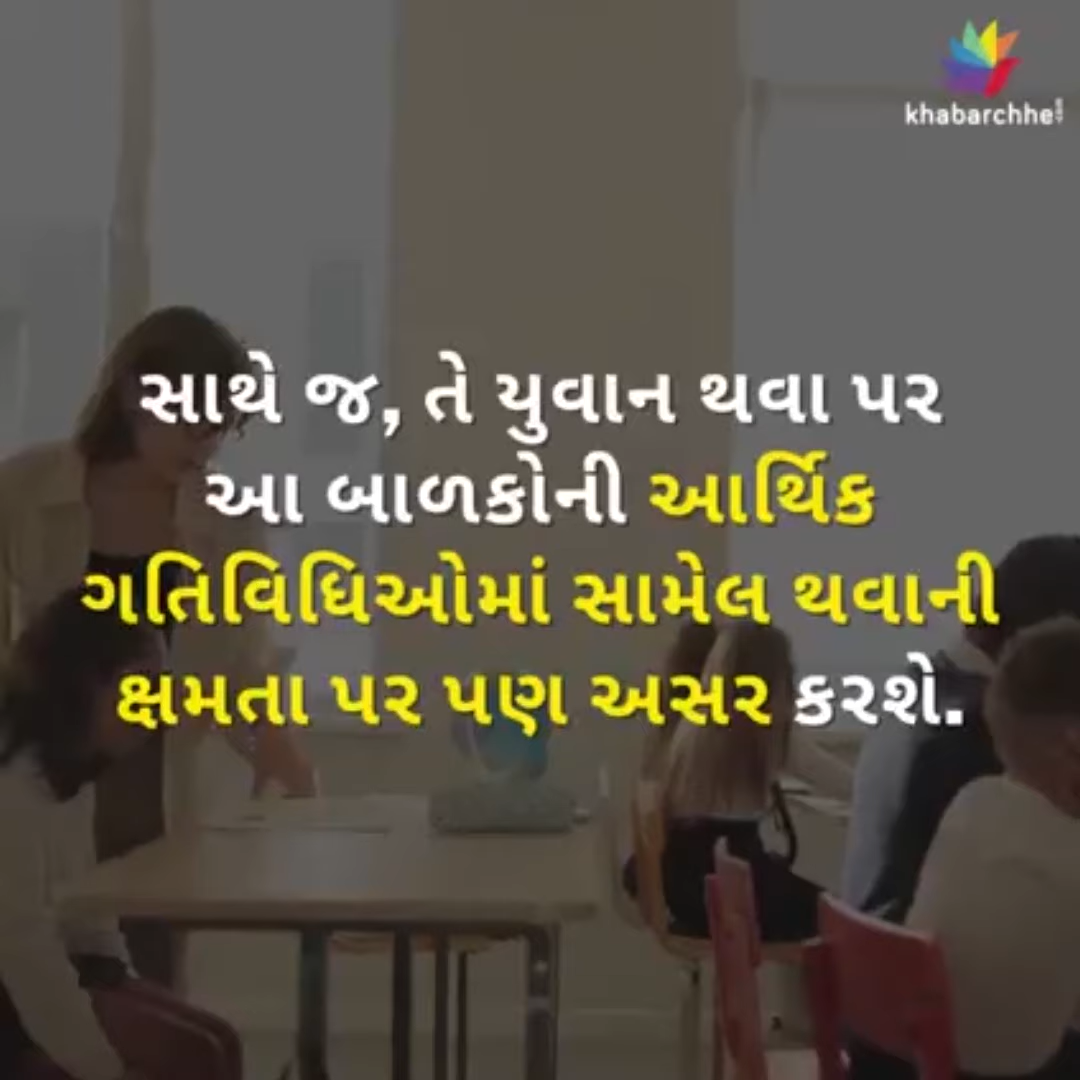 khabarchhe
સાથે જ, તે યુવાન થવા પર
આ બાળકોની આર્થિક
ગતિવિધિઓમાં સામેલ થવાની
ક્ષમતા પર પણ અસર કરશે.